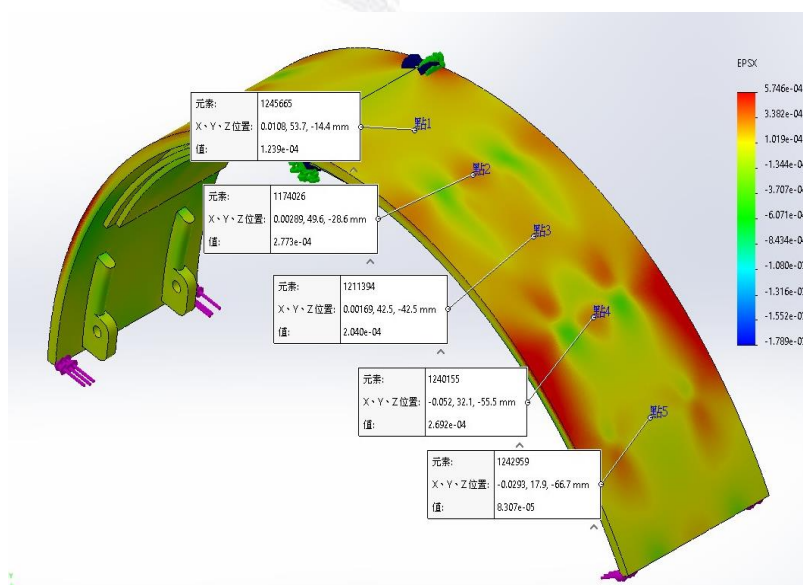 EPSX
5.746e-04
3.382e-04
1.019e-04
-1.344e-04
-3.707e-04
-6.071e-04
-8.434e-04
元素: 1245665
X、Y、Z 位置: 0.0108, 53.7, -14.4 mm
值: 1.239e-04
點1
元素: 1174026
X、Y、Z 位置: 0.00289, 49.6, -28.6 mm
值: 2.773e-04
點2
元素: 1211394
X、Y、Z 位置: 0.00169, 42.5, -42.5 mm
值: 2.040e-04
點3
元素: 1240155
X、Y、Z 位置: -0.052, 32.1, -55.5 mm
值: 2.692e-04
點4
元素: 1242959
X、Y、Z 位置: -0.0293, 17.9, -66.7 mm
值: 8.307e-05
點5